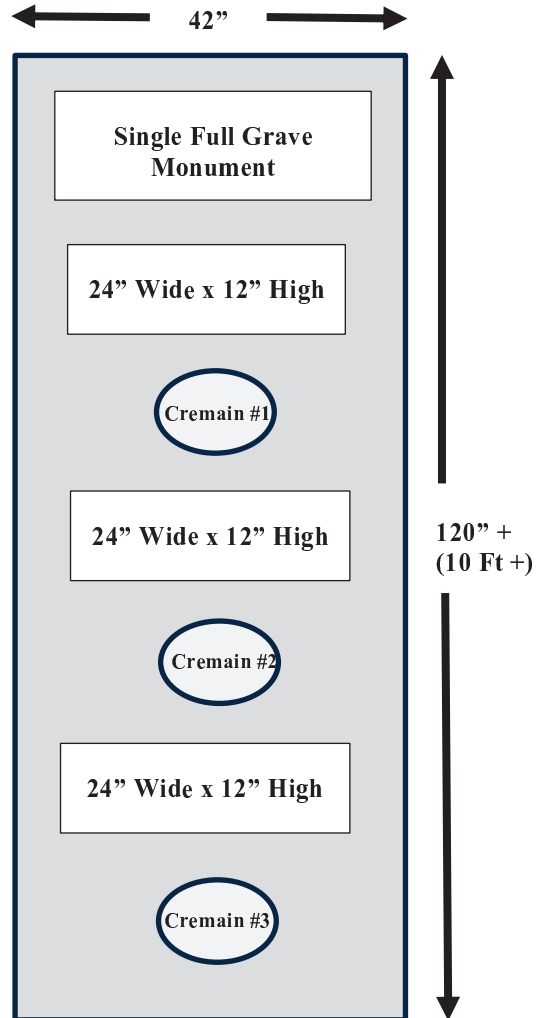 42”
Single Full Grave
Monument
24” Wide x 12” High
Cremain #1
24” Wide x 12” High
120” +
(10 Ft +)
Cremain #2
24” Wide x 12” High
Cremain #3